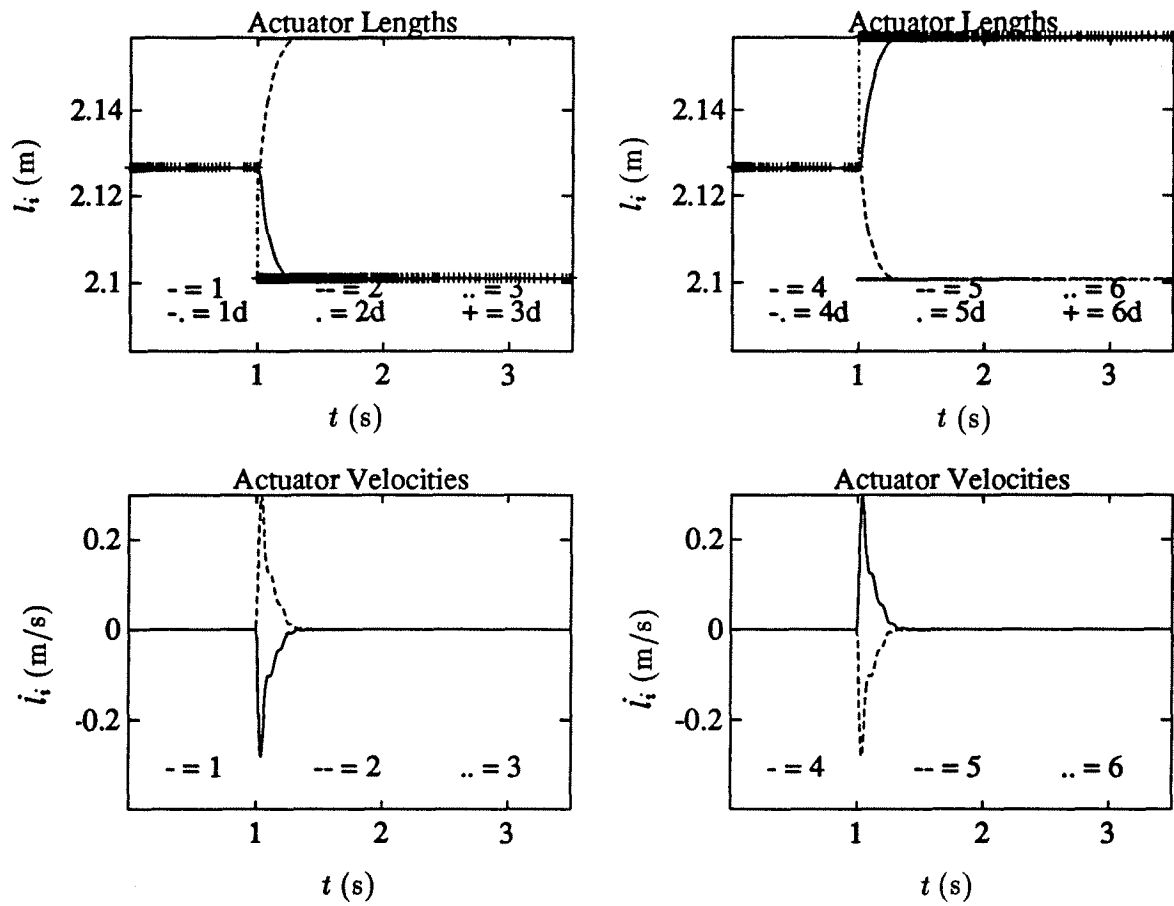 Actuator Lengths
l_i (m)
2.14
2.12
2.1
- = 1 -- = 2 .. = 3
-. = 1d . = 2d + = 3d
1 2 3
t (s)
Actuator Lengths
l_i (m)
2.14
2.12
2.1
- = 4 -- = 5 .. = 6
-. = 4d . = 5d + = 6d
1 2 3
t (s)
Actuator Velocities
l̇_i (m/s)
0.2
0
-0.2
- = 1 -- = 2 .. = 3
1 2 3
t (s)
Actuator Velocities
l̇_i (m/s)
0.2
0
-0.2
- = 4 -- = 5 .. = 6
1 2 3
t (s)